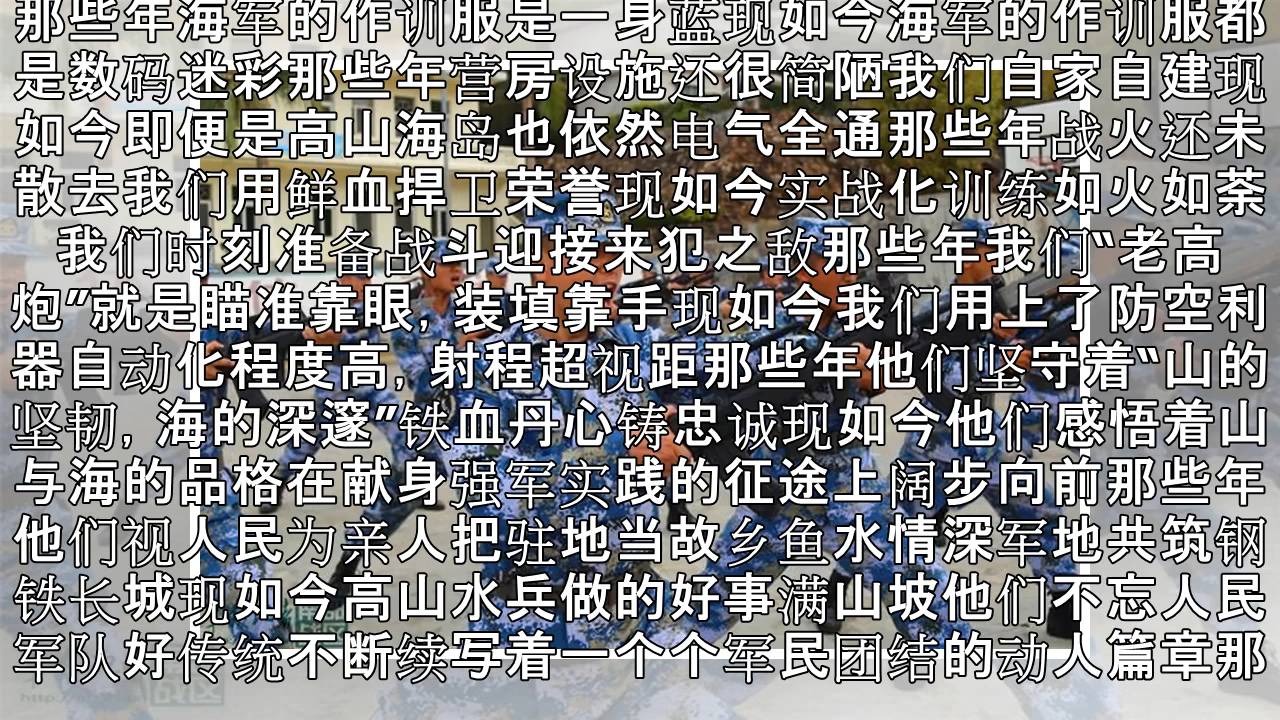 那些年海军的作训服是一身蓝现如今海军的作训服都
是数码迷彩那些年营房设施还很简陋我们自家自建现
如今即便是高山海岛也依然电气全通那些年战火还未
散去我们用鲜血捍卫荣誉现如今实战化训练如火如荼
我们时刻准备战斗迎接来犯之敌那些年我们“老高
炮”就是瞄准靠眼,装填靠手现如今我们用上了防空利
器自动化程度高,射程超视距那些年他们坚守着“山的
坚韧,海的深邃”铁血丹心铸忠诚现如今他们感悟着山
与海的品格在献身强军实践的征途上阔步向前那些年
他们视人民为亲人把驻地当故乡鱼水情深军地共筑钢
铁长城现如今高山水兵做的好事满山坡他们不忘人民
军队好传统不断续写着一个个军民团结的动人篇章那